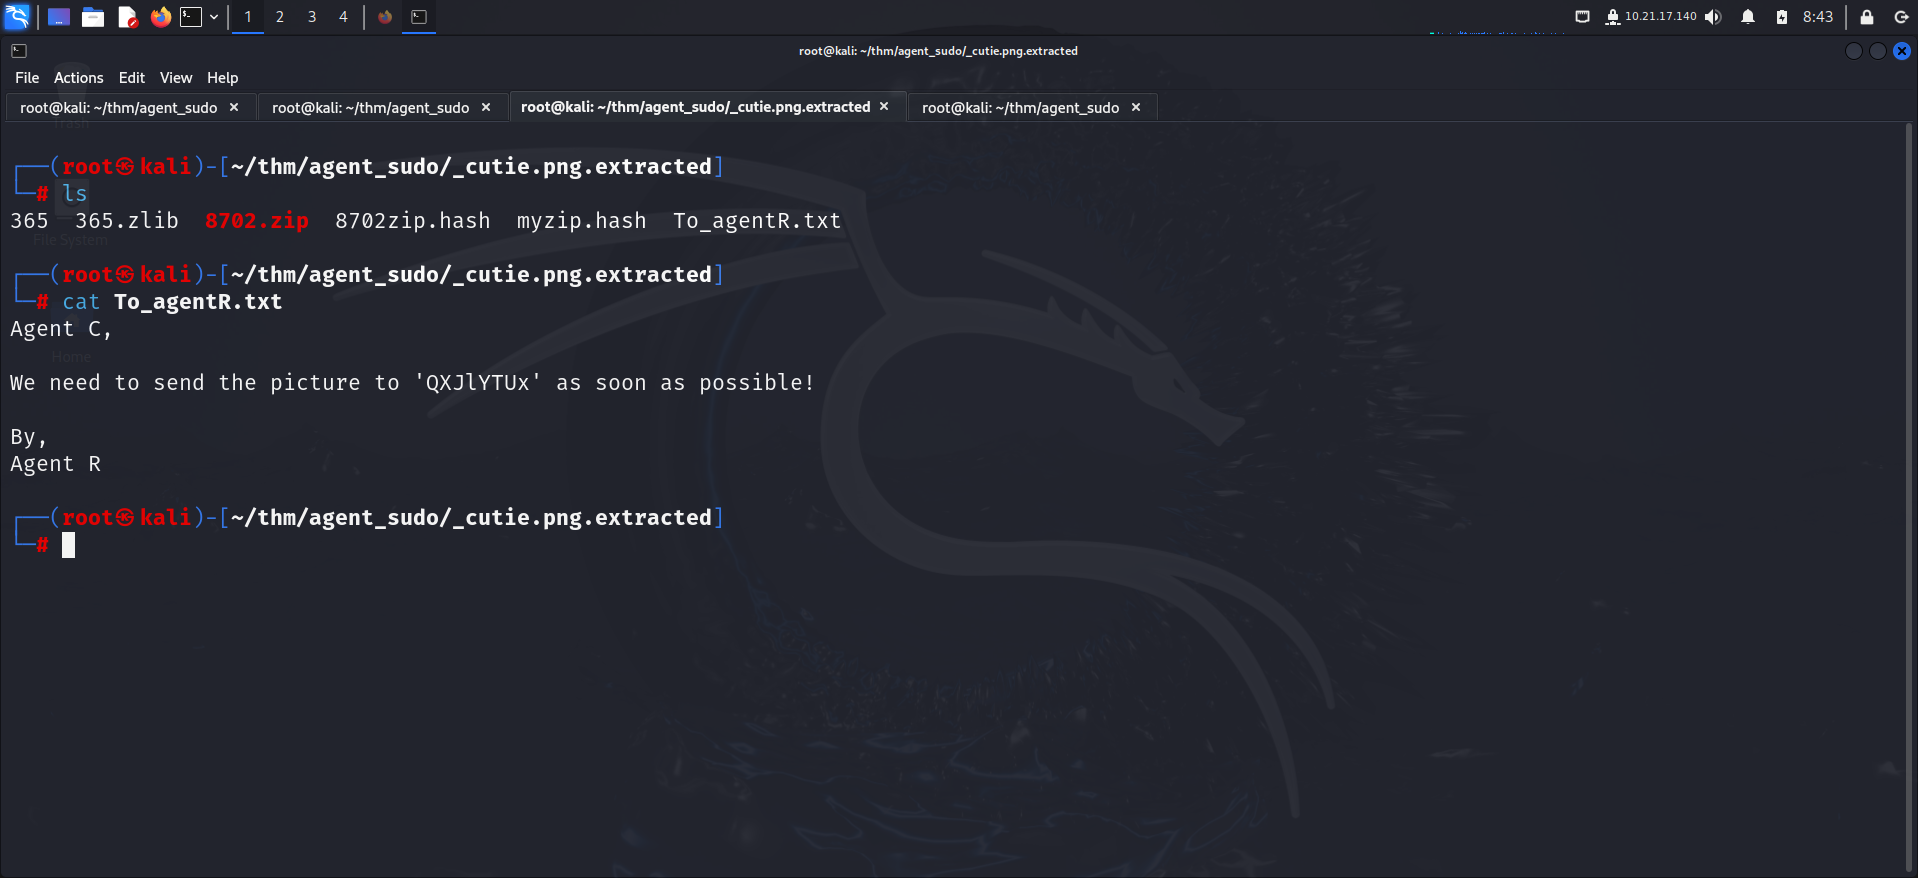 1 2 3 4 10.21.17.140 8:43
root@kali: ~/thm/agent_sudo/_cutie.png.extracted
File Actions Edit View Help
root@kali: ~/thm/agent_sudo × root@kali: ~/thm/agent_sudo × root@kali: ~/thm/agent_sudo/_cutie.png.extracted × root@kali: ~/thm/agent_sudo ×
Trash
┌──(root㉿kali)-[~/thm/agent_sudo/_cutie.png.extracted]
└─# ls
365 365.zlib 8702.zip 8702zip.hash myzip.hash To_agentR.txt
File System
┌──(root㉿kali)-[~/thm/agent_sudo/_cutie.png.extracted]
└─# cat To_agentR.txt
Agent C,
Home
We need to send the picture to 'QXJlYTUx' as soon as possible!
By,
Agent R
┌──(root㉿kali)-[~/thm/agent_sudo/_cutie.png.extracted]
└─#